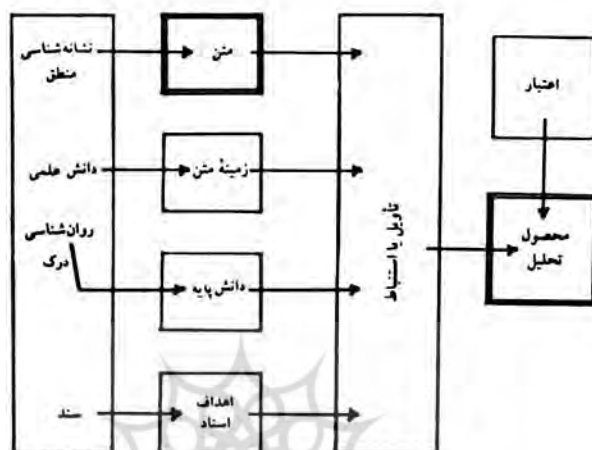 نشانه‌شناسی
منطق
متن
اعتبار
دانش علمی
زمینهٔ متن
روان‌شناسی
درک
دانش پایه
تأویل یا استنباط
محصول
تحلیل
سند
اهداف
اسناد